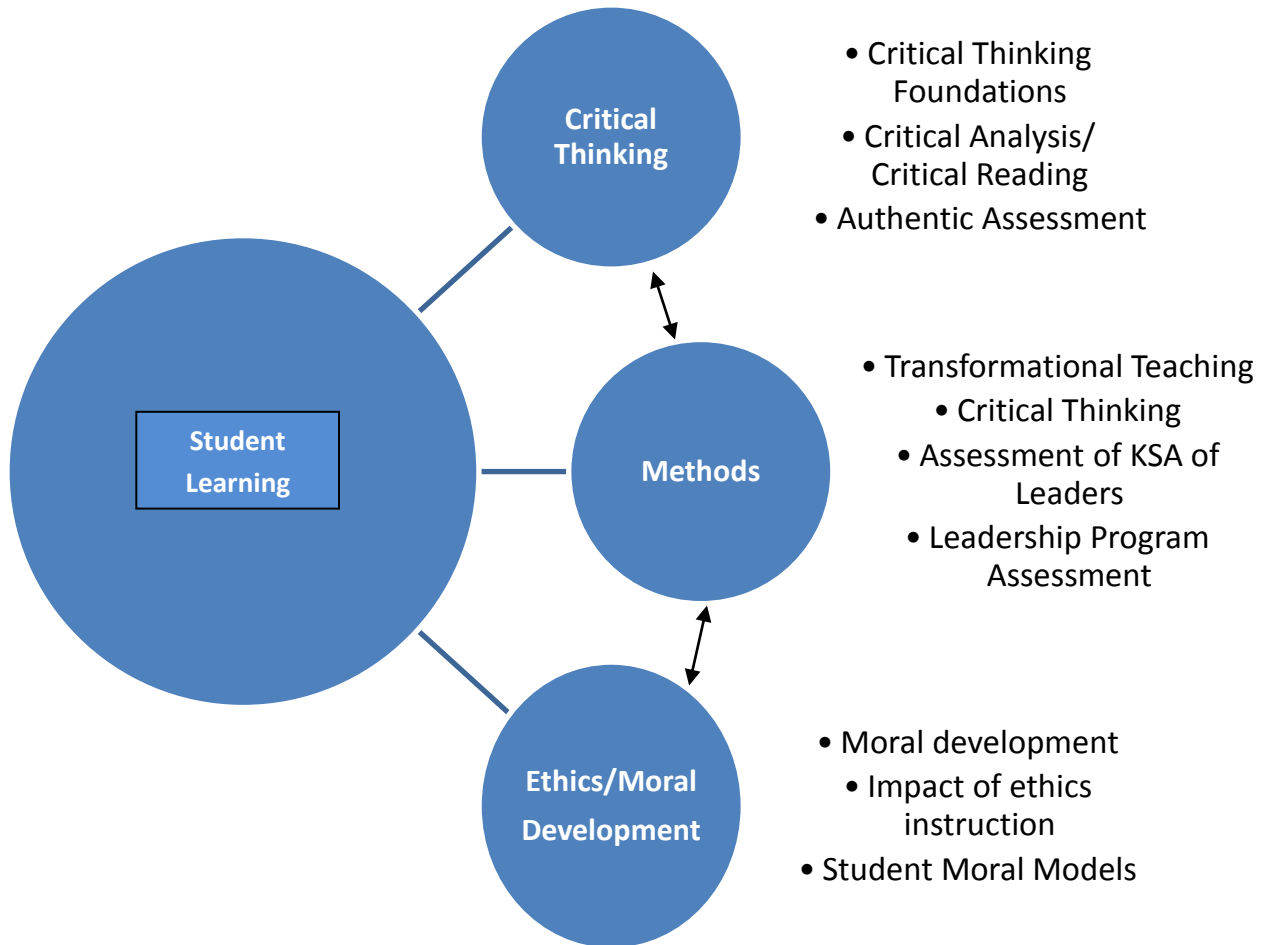 Critical
Thinking
• Critical Thinking
Foundations
• Critical Analysis/
Critical Reading
• Authentic Assessment
Student
Learning
Methods
• Transformational Teaching
• Critical Thinking
• Assessment of KSA of
Leaders
• Leadership Program
Assessment
Ethics/Moral
Development
• Moral development
• Impact of ethics
instruction
• Student Moral Models